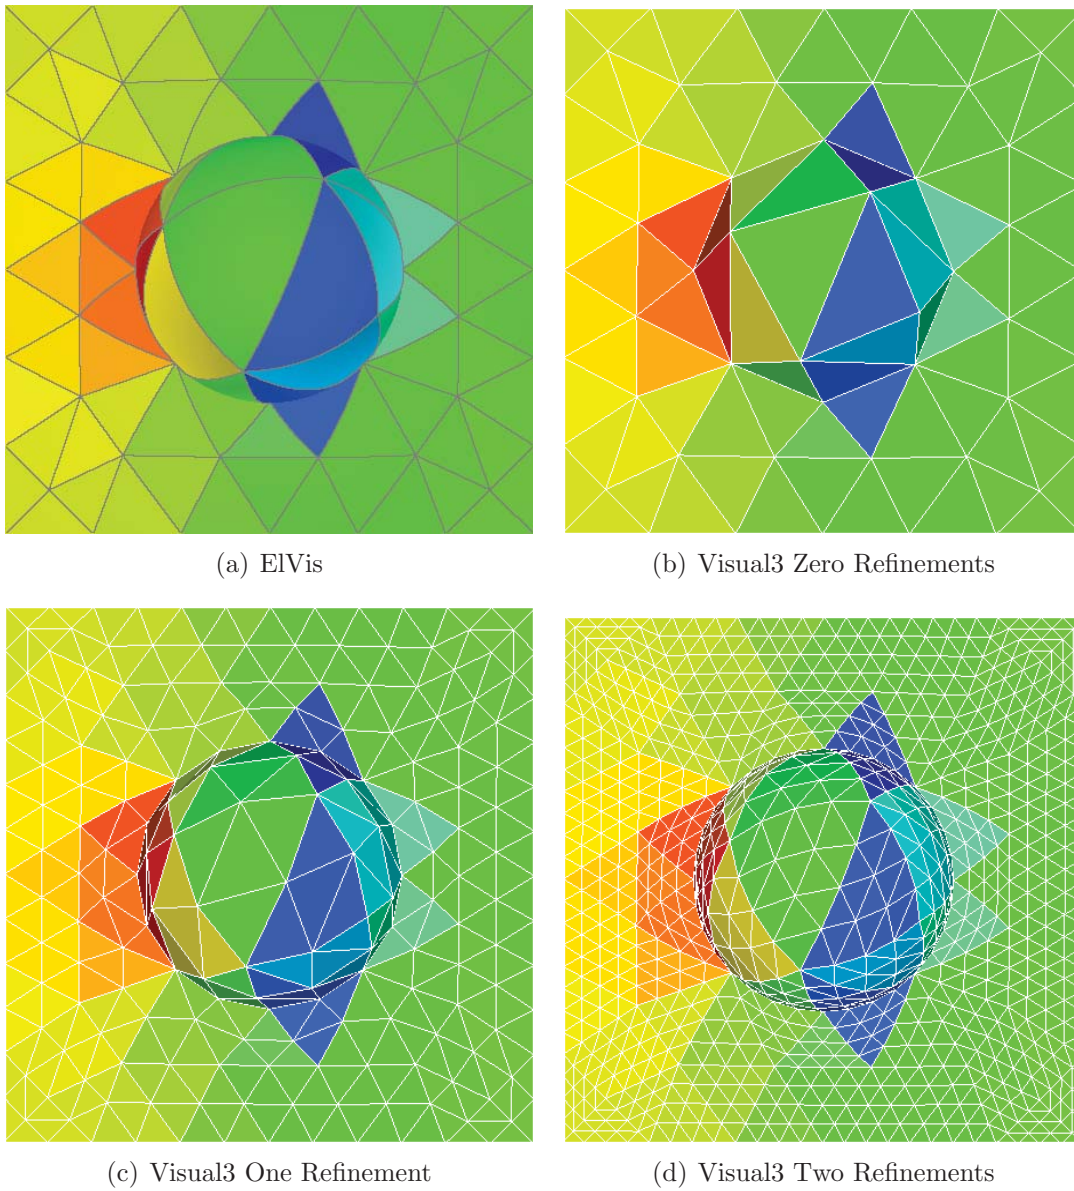 (a) ElVis
(b) Visual3 Zero Refinements
(c) Visual3 One Refinement
(d) Visual3 Two Refinements